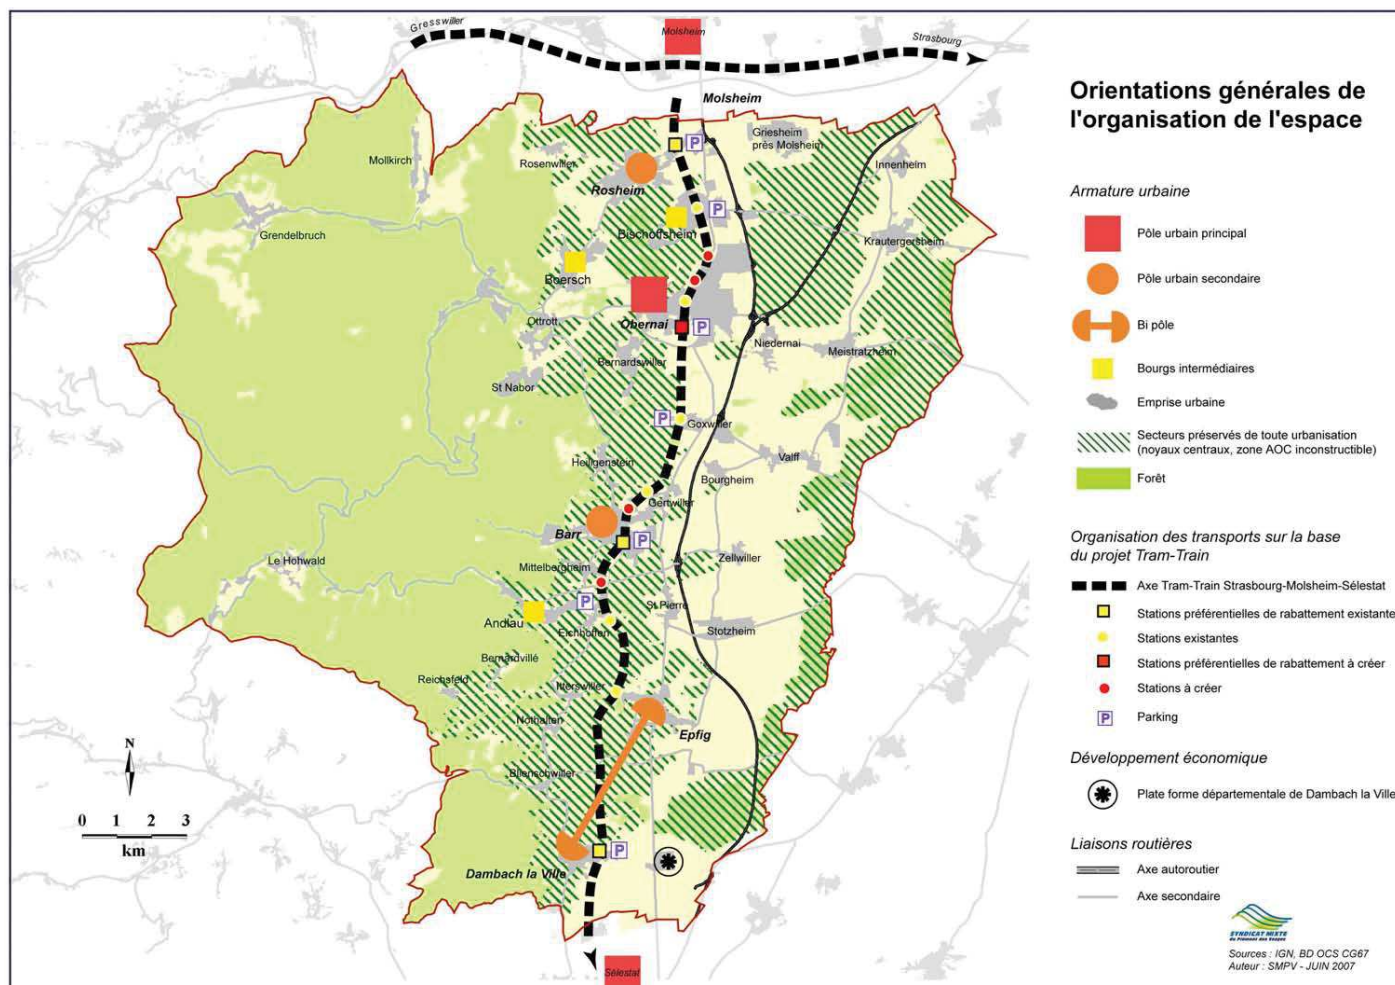 Gresswiller
Molsheim
Strasbourg
Molsheim
Griesheim
près Molsheim
Innenheim
Mollkirch
Rosenwiller
Rosheim
Grendelbruch
Bischoffsheim
Krautergersheim
Boersch
Ottrott
Obernai
Niedernai
Meistratzheim
Bernardswiller
St Nabor
Goxwiller
Heiligenstein
Valff
Bourgheim
Gertwiller
Barr
Zellwiller
Le Hohwald
Mittelbergheim
St Pierre
Andlau
Eichhoffen
Stotzheim
Bernardvillé
Reichsfeld
Itterswiller
Nothalten
Epfig
Blienschwiller
Dambach la Ville
Sélestat
P
P
P
P
P
P
P
N
0 1 2 3
km
Orientations générales de
l'organisation de l'espace
Armature urbaine
Pôle urbain principal
Pôle urbain secondaire
Bi pôle
Bourgs intermédiaires
Emprise urbaine
Secteurs préservés de toute urbanisation
(noyaux centraux, zone AOC inconstructible)
Forêt
Organisation des transports sur la base
du projet Tram-Train
Axe Tram-Train Strasbourg-Molsheim-Sélestat
Stations préférentielles de rabattement existante
Stations existantes
Stations préférentielles de rabattement à créer
Stations à créer
P Parking
Développement économique
Plate forme départementale de Dambach la Ville
Liaisons routières
Axe autoroutier
Axe secondaire
SYNDICAT MIXTE
du Piémont des Vosges
Sources : IGN, BD OCS CG67
Auteur : SMPV - JUIN 2007